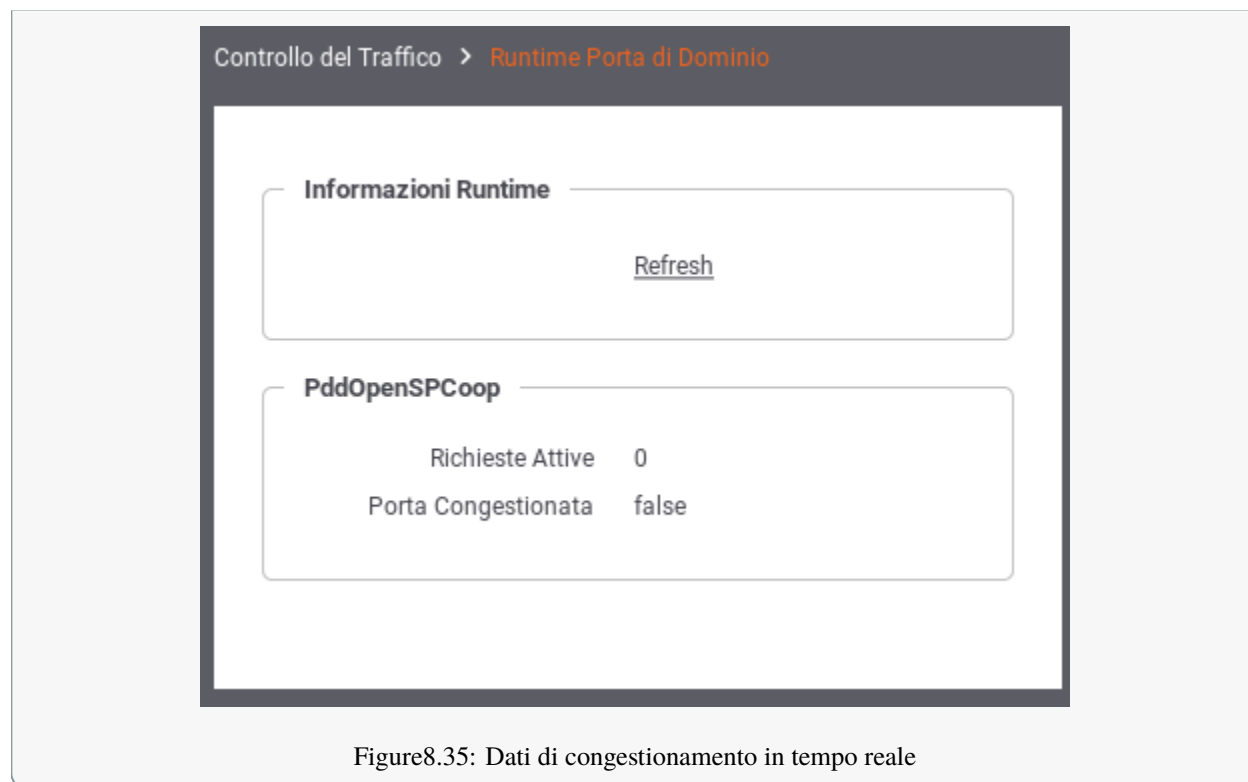 Controllo del Traffico > Runtime Porta di Dominio
Informazioni Runtime
Refresh
PddOpenSPCoop
Richieste Attive 0
Porta Congestionata false
Figure8.35: Dati di congestionamento in tempo reale